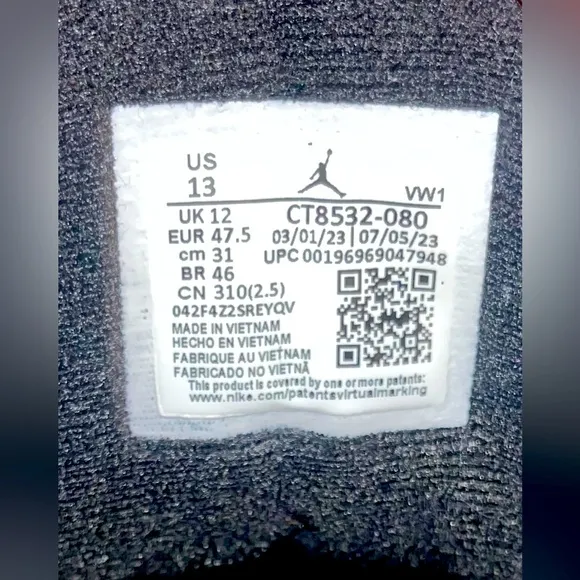 US
13
VW1
UK 12
CT8532-080
EUR 47.5
03/01/23 | 07/05/23
cm 31
UPC 00196969047948
BR 46
CN 310(2.5)
042F4Z2SREYQV
MADE IN VIETNAM
HECHO EN VIETNAM
FABRIQUE AU VIETNAM
FABRICADO NO VIETNÃ
This product is covered by one or more patents:
www.nike.com/patentsvirtualmarking